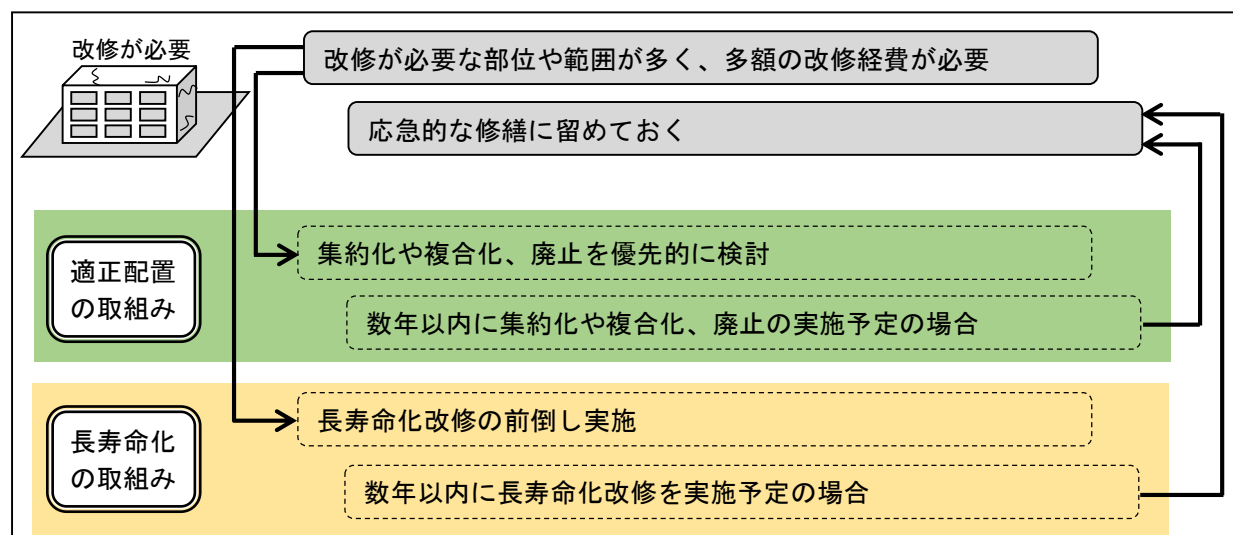 改修が必要
改修が必要な部位や範囲が多く、多額の改修経費が必要
応急的な修繕に留めておく
適正配置
の取組み
集約化や複合化、廃止を優先的に検討
数年以内に集約化や複合化、廃止の実施予定の場合
長寿命化
の取組み
長寿命化改修の前倒し実施
数年以内に長寿命化改修を実施予定の場合